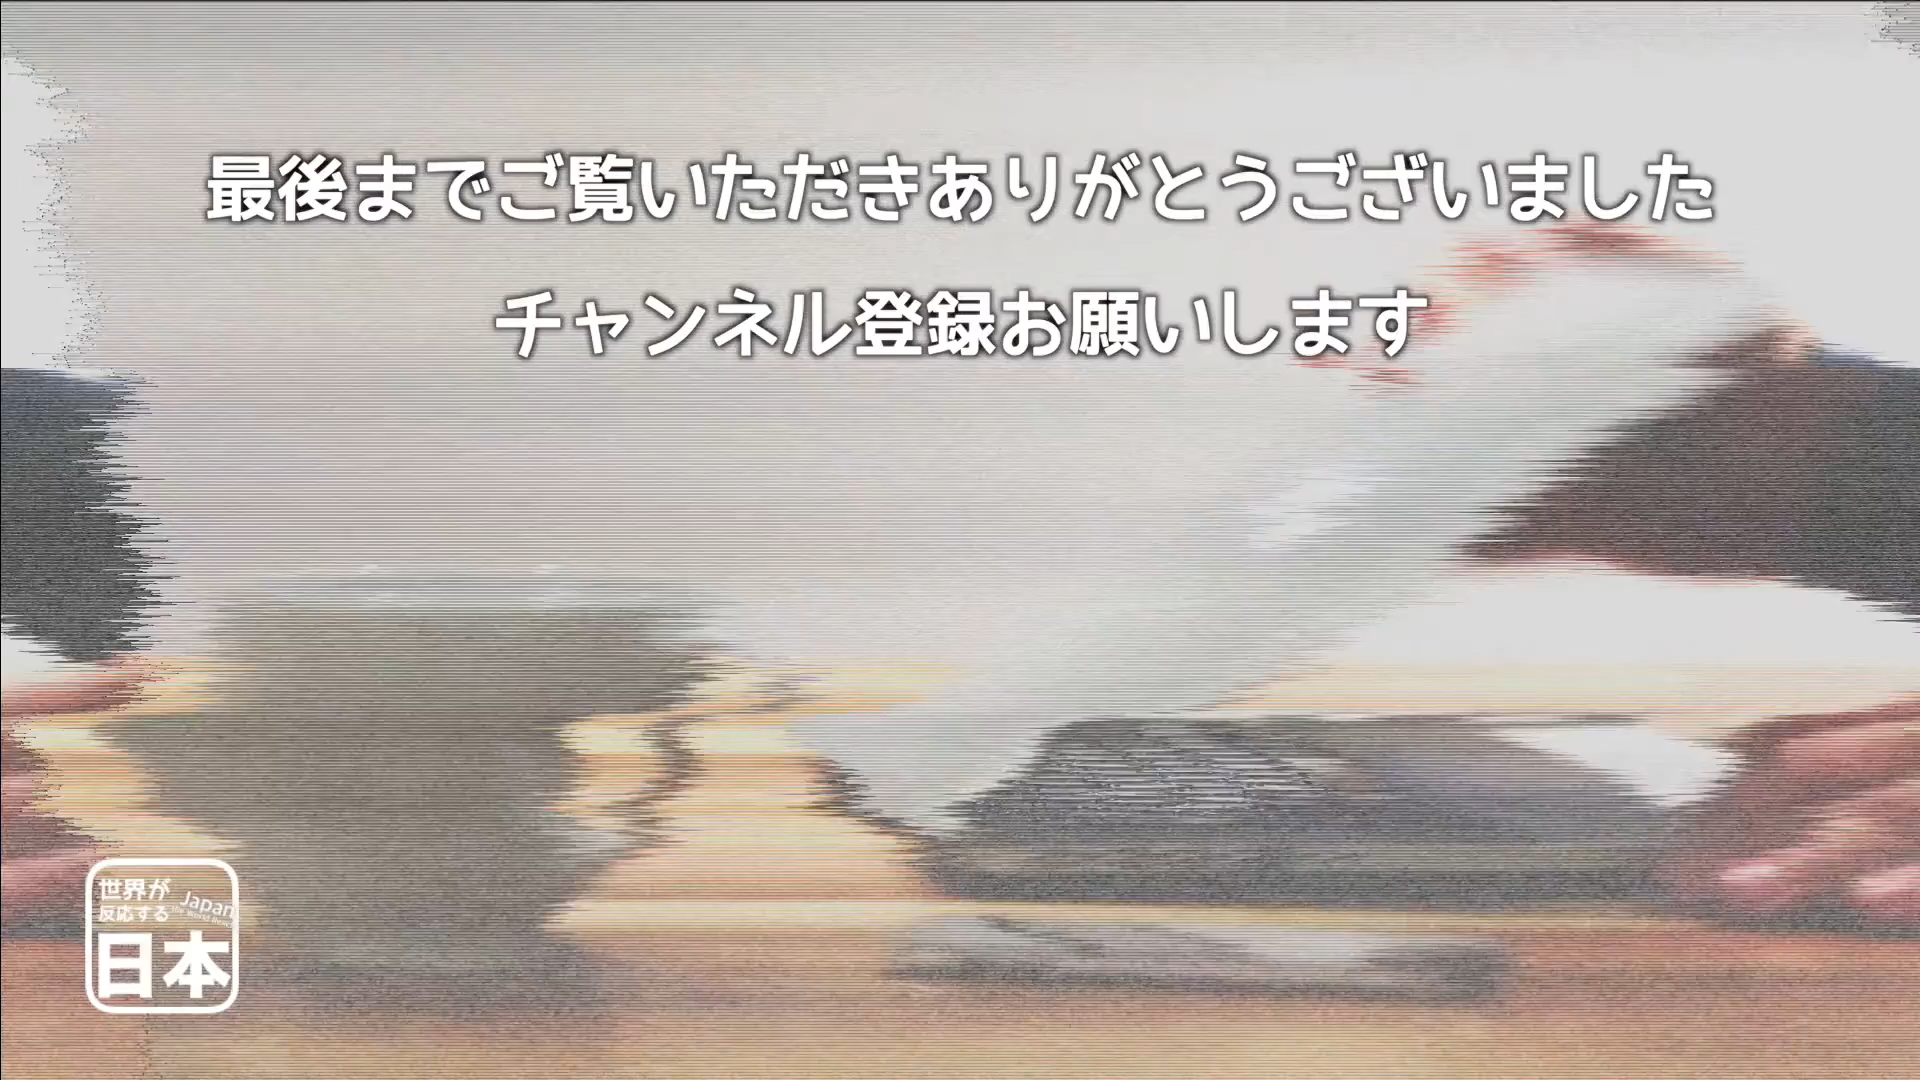 最後までご覧いただきありがとうございました
チャンネル登録お願いします
世界が
反応する
Japan
日本